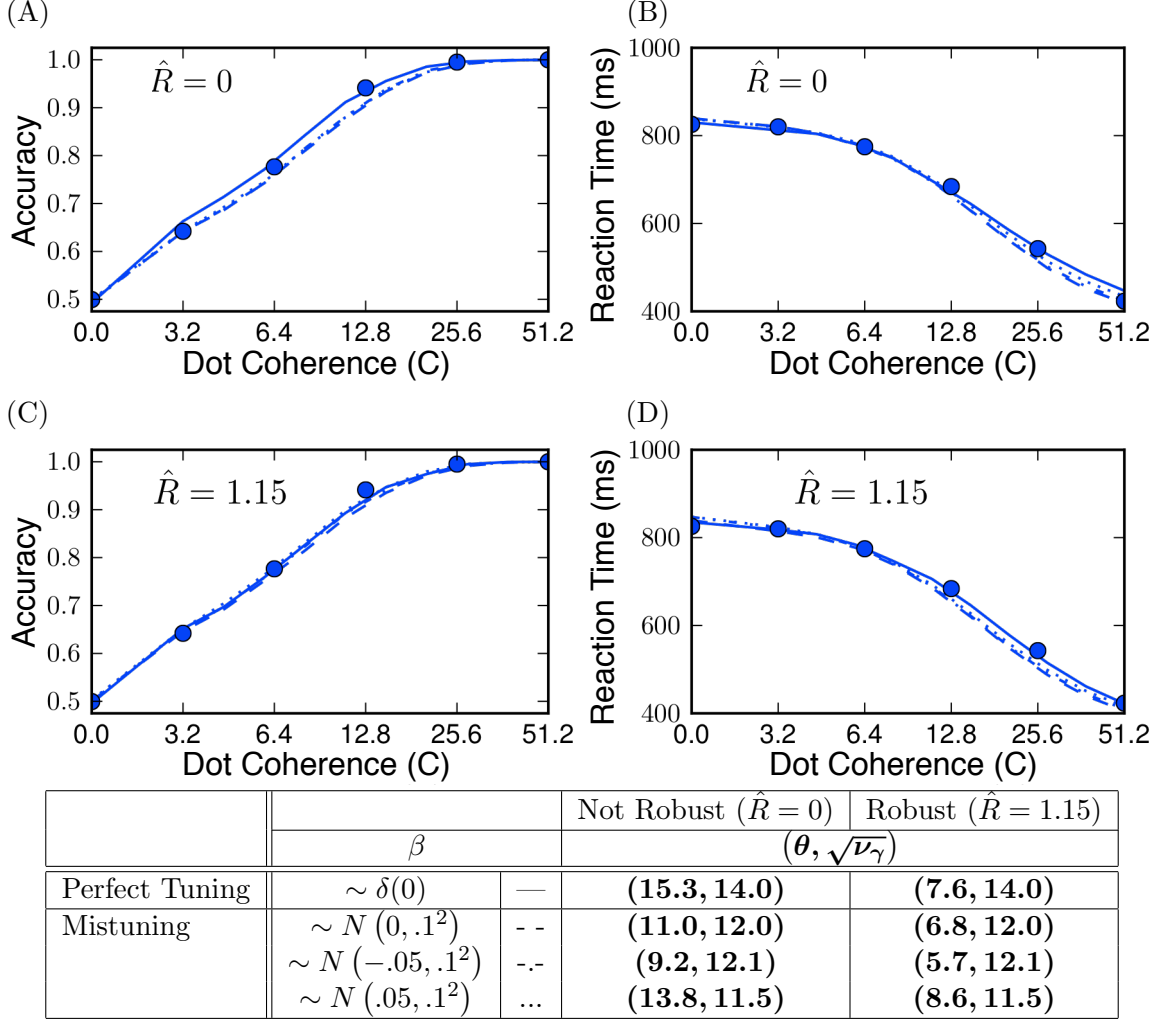 (A)
R̂ = 0
Accuracy
1.0
0.9
0.8
0.7
0.6
0.5
0.0 3.2 6.4 12.8 25.6 51.2
Dot Coherence (C)
(B)
R̂ = 0
Reaction Time (ms)
1000
800
600
400
0.0 3.2 6.4 12.8 25.6 51.2
Dot Coherence (C)
(C)
R̂ = 1.15
Accuracy
1.0
0.9
0.8
0.7
0.6
0.5
0.0 3.2 6.4 12.8 25.6 51.2
Dot Coherence (C)
(D)
R̂ = 1.15
Reaction Time (ms)
1000
800
600
400
0.0 3.2 6.4 12.8 25.6 51.2
Dot Coherence (C)
Not Robust (R̂ = 0) Robust (R̂ = 1.15)
β (θ, √νγ)
Perfect Tuning ∼ δ(0) — (15.3, 14.0) (7.6, 14.0)
Mistuning ∼ N (0, .1²) - - (11.0, 12.0) (6.8, 12.0)
∼ N (−.05, .1²) -.- (9.2, 12.1) (5.7, 12.1)
∼ N (.05, .1²) ... (13.8, 11.5) (8.6, 11.5)